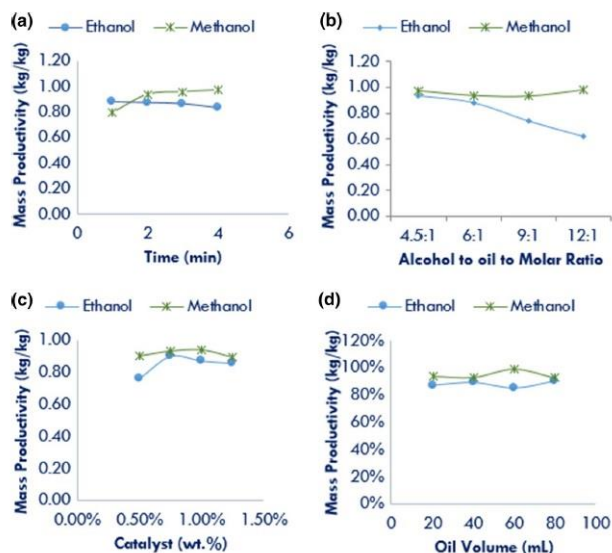 (a)
Ethanol Methanol
Mass Productivity (kg/kg)
1.20
1.00
0.80
0.60
0.40
0.20
0.00
0 2 4 6
Time (min)
(b)
Ethanol Methanol
Mass Productivity (kg/kg)
1.20
1.00
0.80
0.60
0.40
0.20
0.00
4.5:1 6:1 9:1 12:1
Alcohol to oil to Molar Ratio
(c)
Ethanol Methanol
Mass Productivity (kg/kg)
1.00
0.80
0.60
0.40
0.20
0.00
0.00% 0.50% 1.00% 1.50%
Catalyst (wt.%)
(d)
Ethanol Methanol
Mass Productivity (kg/kg)
120%
100%
80%
60%
40%
20%
0%
0 20 40 60 80 100
Oil Volume (mL)